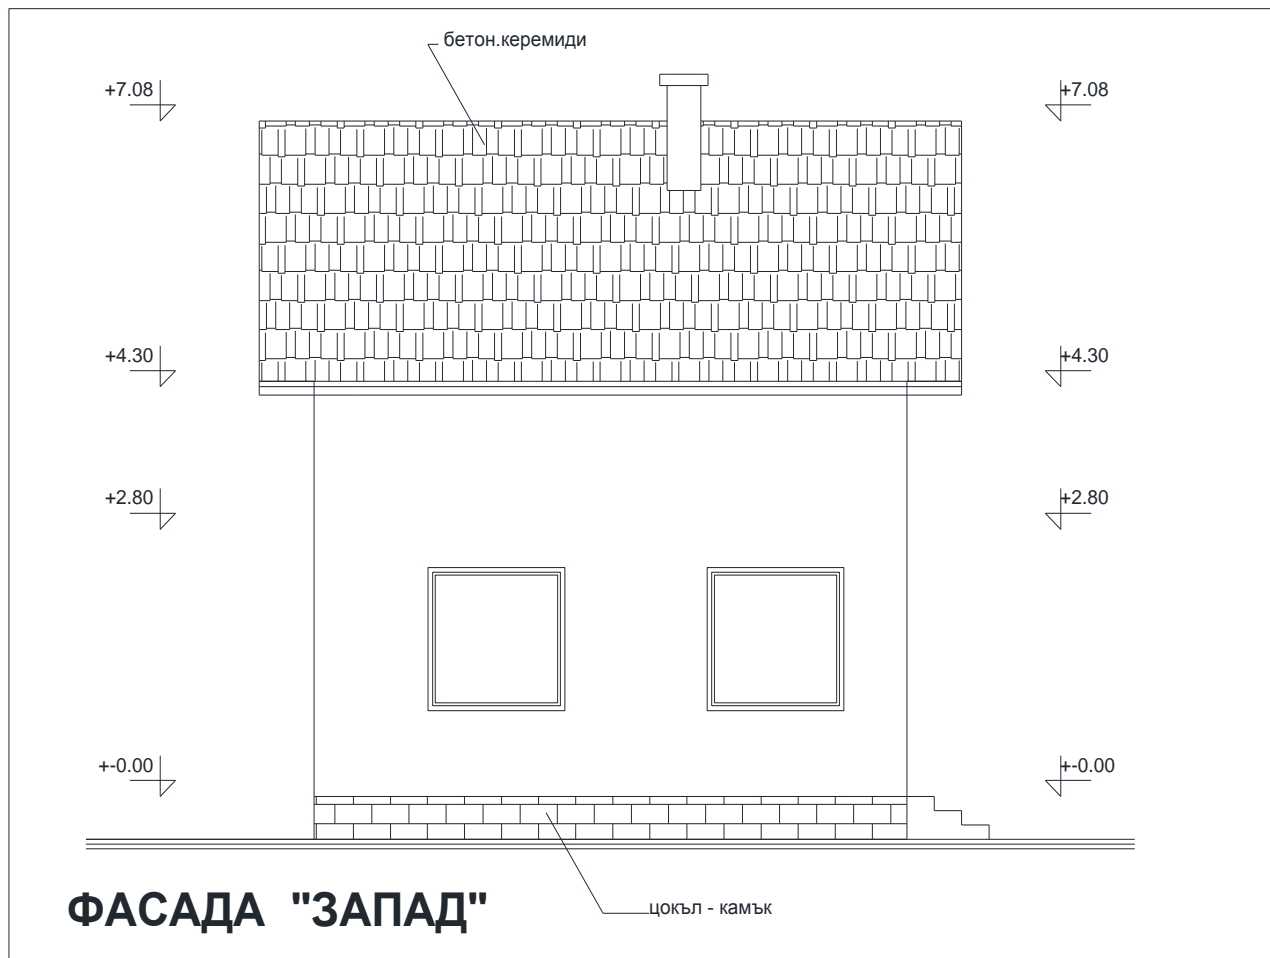 бетон.керемиди
+7.08 +7.08
+4.30 +4.30
+2.80 +2.80
+-0.00 +-0.00
ФАСАДА "ЗАПАД"
цокъл - камък